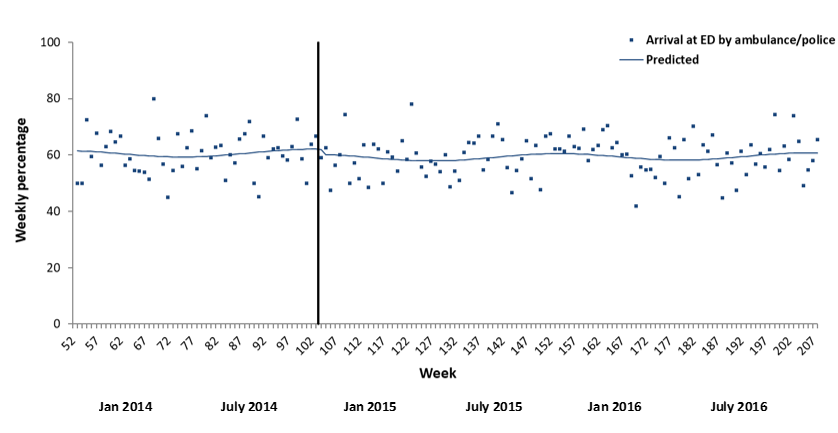 Arrival at ED by ambulance/police
Predicted
100
80
60
40
20
0
Weekly percentage
52 57 62 67 72 77 82 87 92 97 102 107 112 117 122 127 132 137 142 147 152 157 162 167 172 177 182 187 192 197 202 207
Week
Jan 2014 July 2014 Jan 2015 July 2015 Jan 2016 July 2016